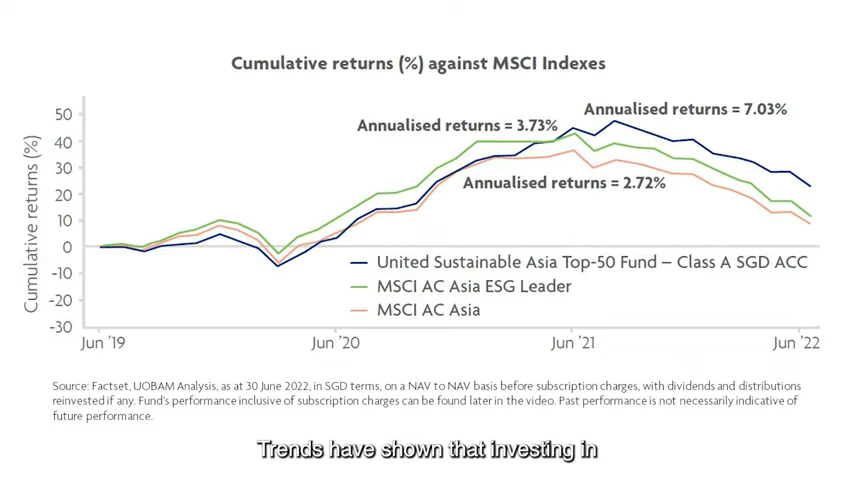 Cumulative returns (%) against MSCI Indexes
Cumulative returns (%)
50
40
30
20
10
0
-10
-20
-30
Annualised returns = 7.03%
Annualised returns = 3.73%
Annualised returns = 2.72%
United Sustainable Asia Top-50 Fund – Class A SGD ACC
MSCI AC Asia ESG Leader
MSCI AC Asia
Jun ’19
Jun ’20
Jun ’21
Jun ’22
Source: Factset, UOBAM Analysis, as at 30 June 2022, in SGD terms, on a NAV to NAV basis before subscription charges, with dividends and distributions
reinvested if any. Fund’s performance inclusive of subscription charges can be found later in the video. Past performance is not necessarily indicative of
future performance.
Trends have shown that investing in